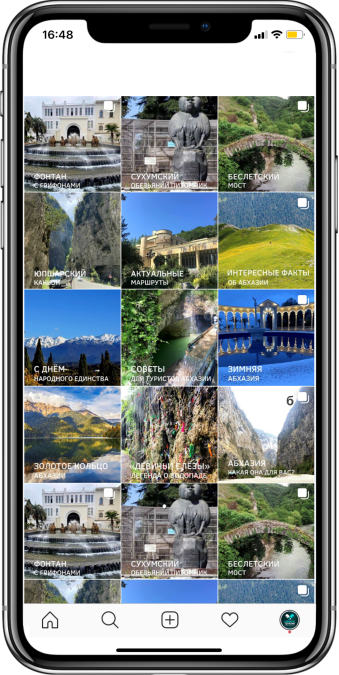 16:48
ФОНТАН
С ГРИФОНАМИ
СУХУМСКИЙ
ОБЕЗЬЯНИЙ ПИТОМНИК
БЕСЛЕТСКИЙ
МОСТ
ЮПШАРСКИЙ
КАНЬОН
АКТУАЛЬНЫЕ
МАРШРУТЫ
ИНТЕРЕСНЫЕ ФАКТЫ
ОБ АБХАЗИИ
С ДНЁМ
НАРОДНОГО ЕДИНСТВА
СОВЕТЫ
ДЛЯ ТУРИСТОВ АБХАЗИИ
ЗИМНЯЯ
АБХАЗИЯ
ЗОЛОТОЕ КОЛЬЦО
АБХАЗИИ
«ДЕВИЧЬИ СЛЁЗЫ»
ЛЕГЕНДА О ВОДОПАДЕ
б
АБХАЗИЯ
КАКАЯ ОНА ДЛЯ ВАС?
ФОНТАН
С ГРИФОНАМИ
СУХУМСКИЙ
ОБЕЗЬЯНИЙ ПИТОМНИК
БЕСЛЕТСКИЙ
МОСТ